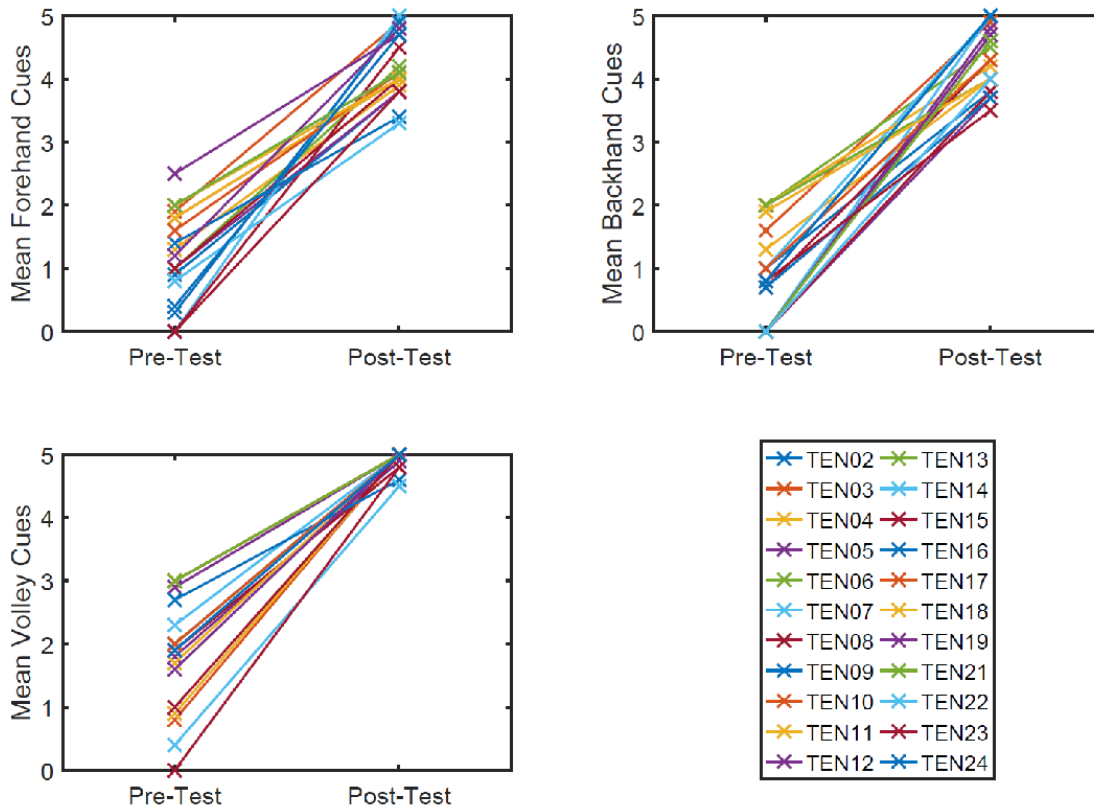 Mean Forehand Cues
5
4
3
2
1
0
Pre-Test Post-Test
Mean Backhand Cues
5
4
3
2
1
0
Pre-Test Post-Test
Mean Volley Cues
5
4
3
2
1
0
Pre-Test Post-Test
TEN02 TEN13
TEN03 TEN14
TEN04 TEN15
TEN05 TEN16
TEN06 TEN17
TEN07 TEN18
TEN08 TEN19
TEN09 TEN21
TEN10 TEN22
TEN11 TEN23
TEN12 TEN24